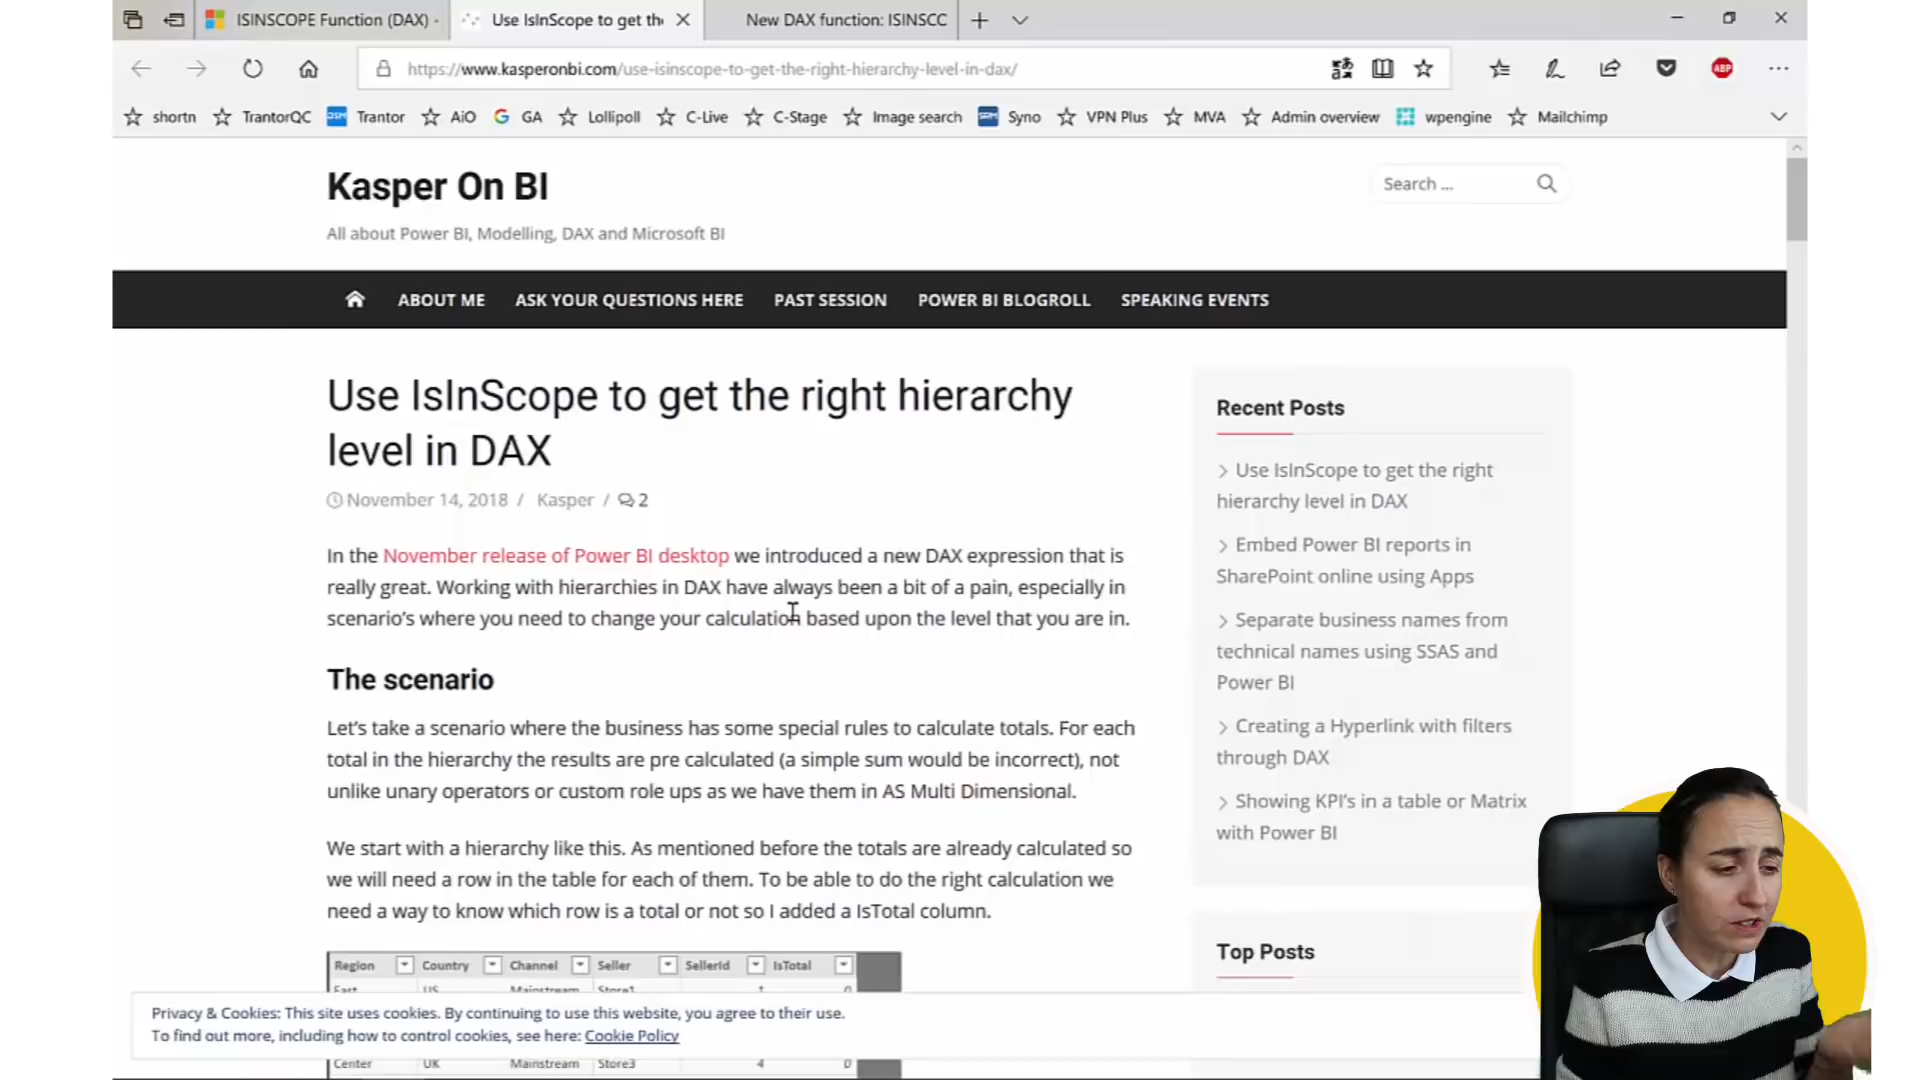 ISINSCOPE Function (DAX) -
Use IsInScope to get the
New DAX function: ISINSCC
https://www.kasperonbi.com/use-isinscope-to-get-the-right-hierarchy-level-in-dax/
ABP
shortn TrantorQC DSM Trantor AiO G GA Lollipoll C-Live C-Stage Image search SRM Syno VPN Plus MVA Admin overview wpengine Mailchimp
Kasper On BI
Search ...
All about Power BI, Modelling, DAX and Microsoft BI
ABOUT ME ASK YOUR QUESTIONS HERE PAST SESSION POWER BI BLOGROLL SPEAKING EVENTS
Use IsInScope to get the right hierarchy
level in DAX
November 14, 2018 / Kasper / 2
In the November release of Power BI desktop we introduced a new DAX expression that is
really great. Working with hierarchies in DAX have always been a bit of a pain, especially in
scenario's where you need to change your calculation based upon the level that you are in.
The scenario
Let's take a scenario where the business has some special rules to calculate totals. For each
total in the hierarchy the results are pre calculated (a simple sum would be incorrect), not
unlike unary operators or custom role ups as we have them in AS Multi Dimensional.
We start with a hierarchy like this. As mentioned before the totals are already calculated so
we will need a row in the table for each of them. To be able to do the right calculation we
need a way to know which row is a total or not so I added a IsTotal column.
Region Country Channel Seller SellerId IsTotal
East US Mainstream Store1 1 0
Privacy & Cookies: This site uses cookies. By continuing to use this website, you agree to their use.
To find out more, including how to control cookies, see here: Cookie Policy
Center UK Mainstream Store3 4 0
Recent Posts
Use IsInScope to get the right
hierarchy level in DAX
Embed Power BI reports in
SharePoint online using Apps
Separate business names from
technical names using SSAS and
Power BI
Creating a Hyperlink with filters
through DAX
Showing KPI's in a table or Matrix
with Power BI
Top Posts